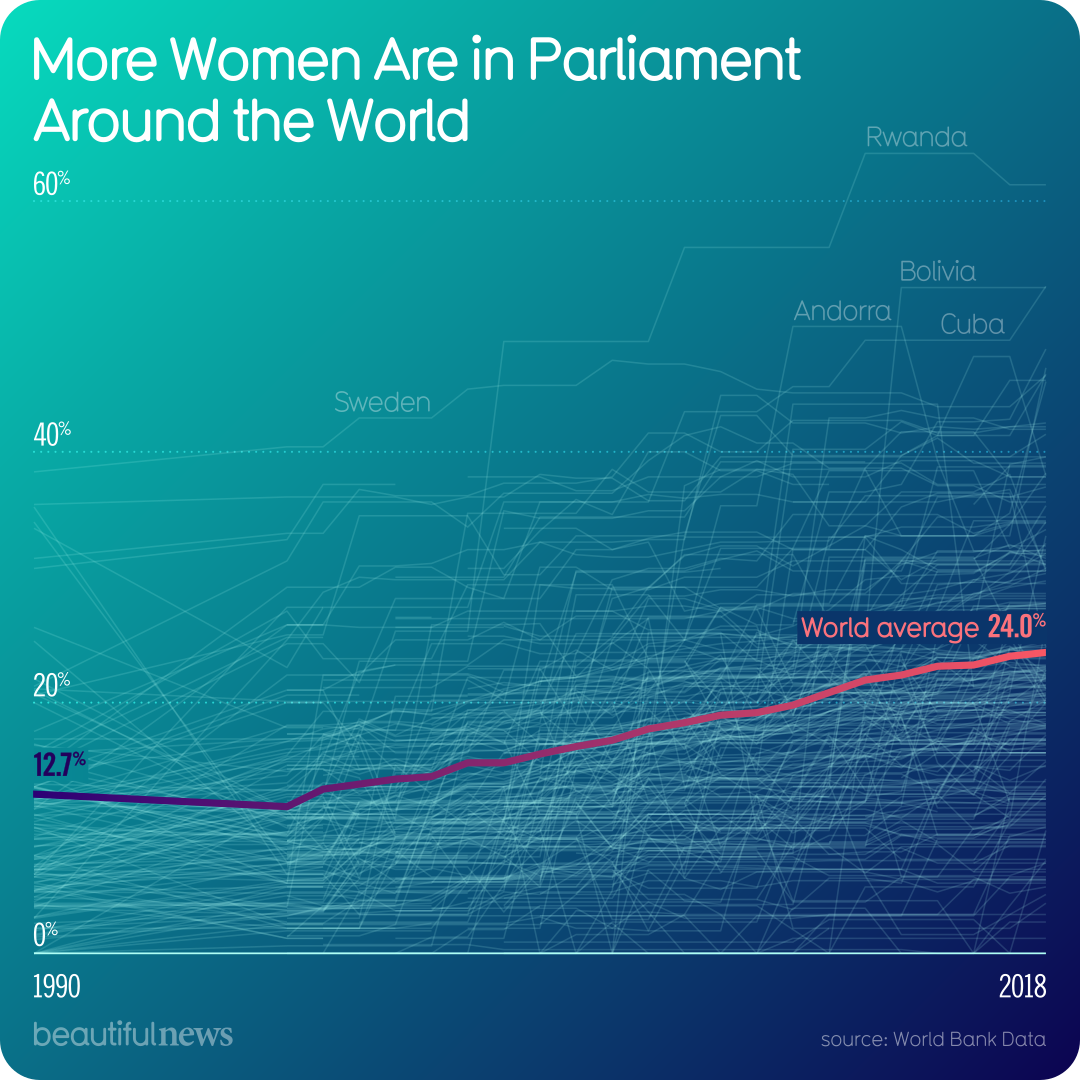 More Women Are in Parliament
Around the World
Rwanda
60%
Bolivia
Andorra
Cuba
Sweden
40%
World average 24.0%
20%
12.7%
0%
1990
2018
beautifulnews
source: World Bank Data